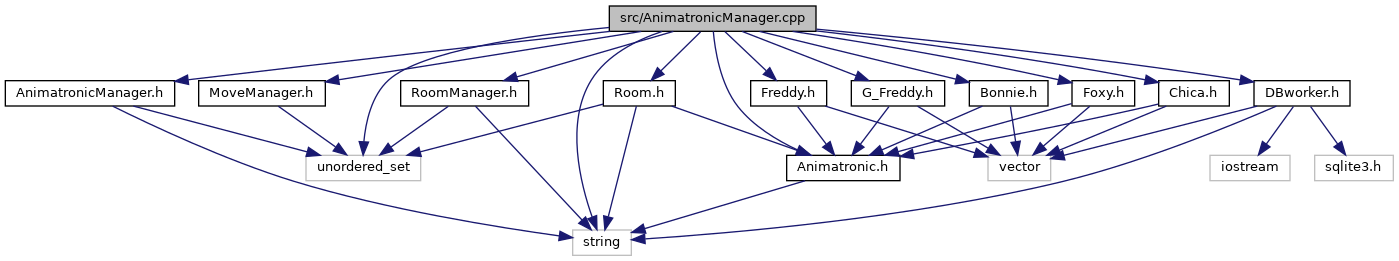 src/AnimatronicManager.cpp
AnimatronicManager.h
MoveManager.h
RoomManager.h
Room.h
Freddy.h
G_Freddy.h
Bonnie.h
Foxy.h
Chica.h
DBworker.h
unordered_set
Animatronic.h
vector
iostream
sqlite3.h
string